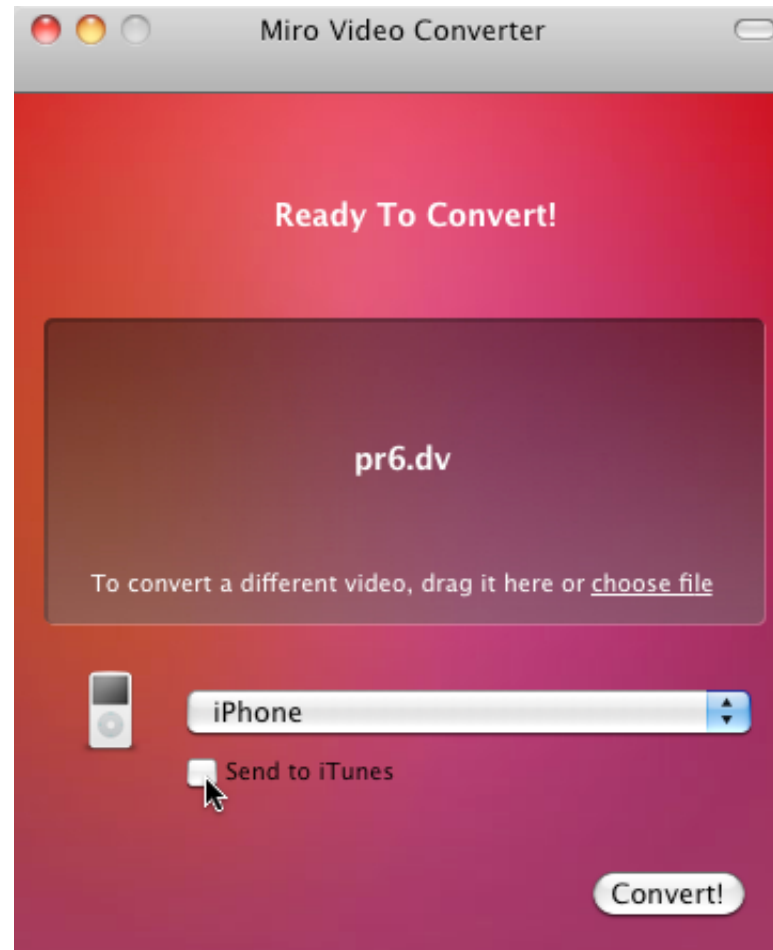 Miro Video Converter
Ready To Convert!
pr6.dv
To convert a different video, drag it here or choose file
iPhone
Send to iTunes
Convert!